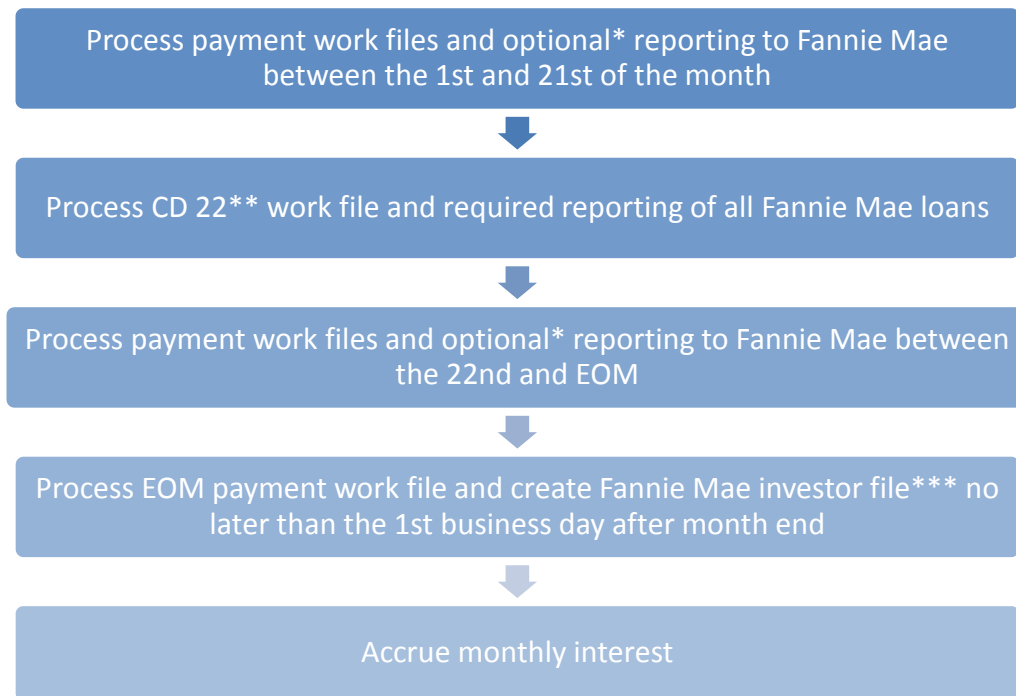 Process payment work files and optional* reporting to Fannie Mae
between the 1st and 21st of the month
Process CD 22** work file and required reporting of all Fannie Mae loans
Process payment work files and optional* reporting to Fannie Mae between
the 22nd and EOM
Process EOM payment work file and create Fannie Mae investor file*** no
later than the 1st business day after month end
Accrue monthly interest